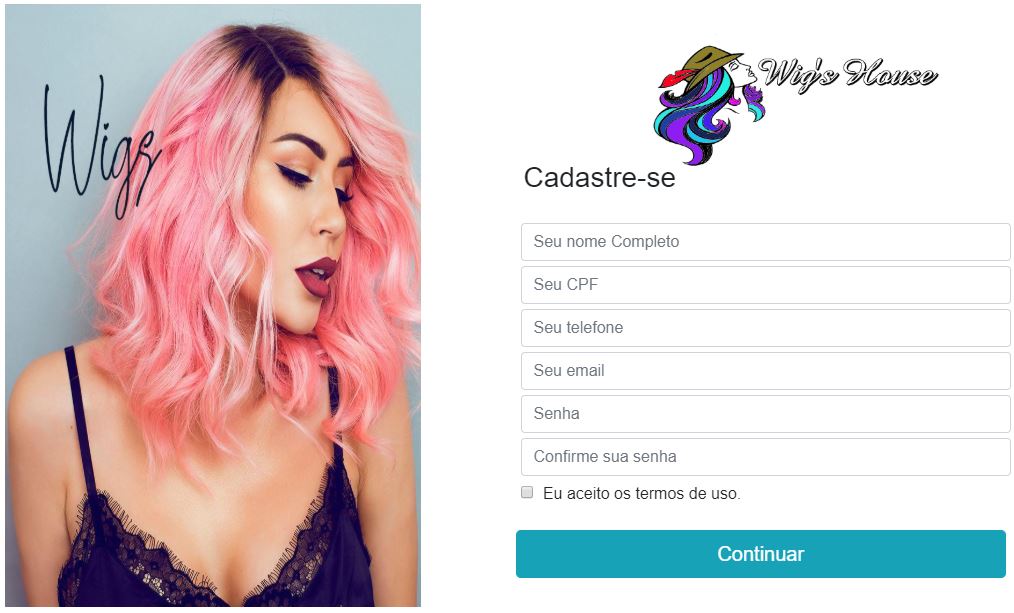 Wigs
Wig's House
Cadastre-se
Seu nome Completo
Seu CPF
Seu telefone
Seu email
Senha
Confirme sua senha
Eu aceito os termos de uso.
Continuar